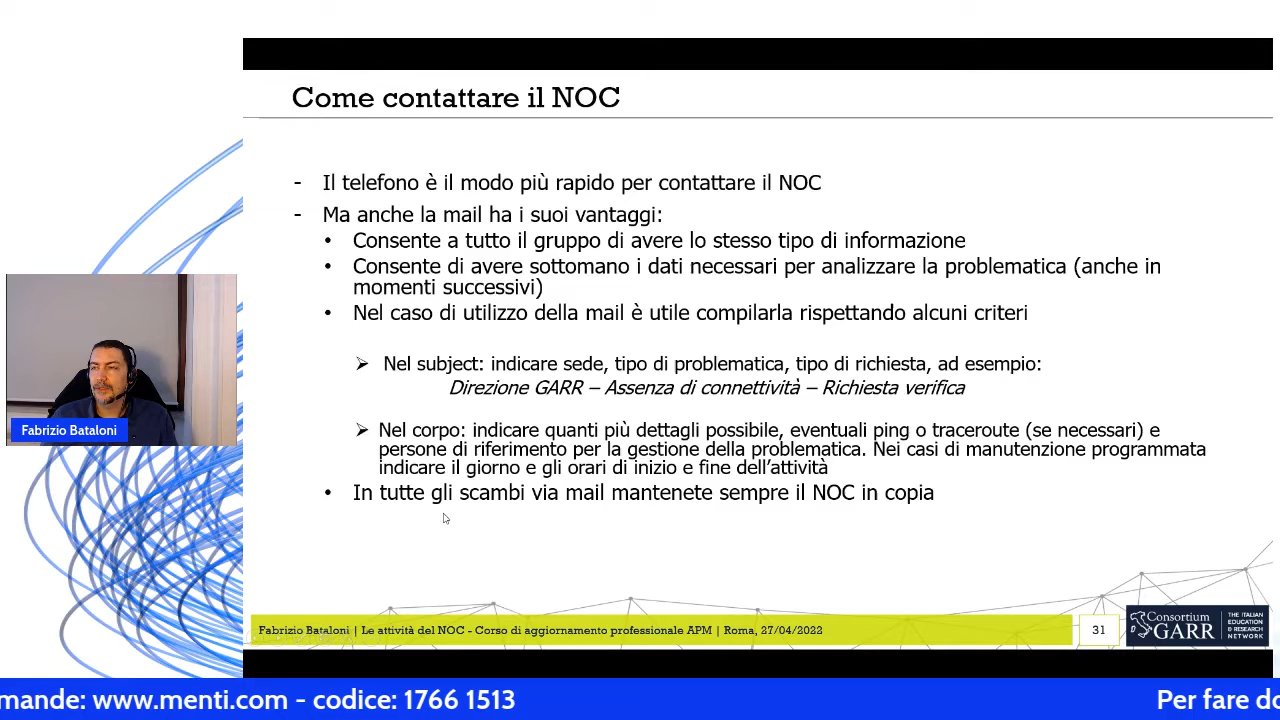 Come contattare il NOC
- Il telefono è il modo più rapido per contattare il NOC
- Ma anche la mail ha i suoi vantaggi:
• Consente a tutto il gruppo di avere lo stesso tipo di informazione
• Consente di avere sottomano i dati necessari per analizzare la problematica (anche in
momenti successivi)
• Nel caso di utilizzo della mail è utile compilarla rispettando alcuni criteri
➢ Nel subject: indicare sede, tipo di problematica, tipo di richiesta, ad esempio:
Direzione GARR – Assenza di connettività – Richiesta verifica
➢ Nel corpo: indicare quanti più dettagli possibile, eventuali ping o traceroute (se necessari) e
persone di riferimento per la gestione della problematica. Nei casi di manutenzione programmata
indicare il giorno e gli orari di inizio e fine dell’attività
• In tutte gli scambi via mail mantenete sempre il NOC in copia
Fabrizio Bataloni
Fabrizio Bataloni | Le attività del NOC - Corso di aggiornamento professionale APM | Roma, 27/04/2022
31
Consortium
GARR
THE ITALIAN
EDUCATION
& RESEARCH
NETWORK
mande: www.menti.com - codice: 1766 1513
Per fare do